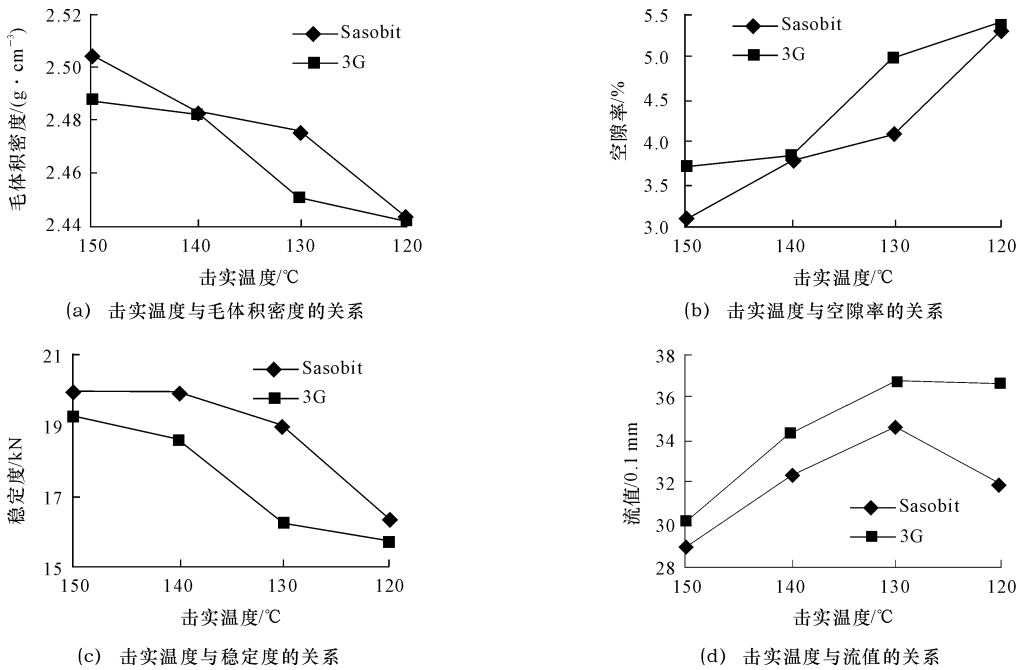 2.52
2.50
2.48
2.46
2.44
毛体积密度/(g·cm⁻³)
Sasobit
3G
150 140 130 120
击实温度/℃
(a) 击实温度与毛体积密度的关系
5.5
5.0
4.5
4.0
3.5
3.0
空隙率/%
Sasobit
3G
150 140 130 120
击实温度/℃
(b) 击实温度与空隙率的关系
21
19
17
15
稳定度/kN
Sasobit
3G
150 140 130 120
击实温度/℃
(c) 击实温度与稳定度的关系
38
36
34
32
30
28
流值/0.1 mm
Sasobit
3G
150 140 130 120
击实温度/℃
(d) 击实温度与流值的关系